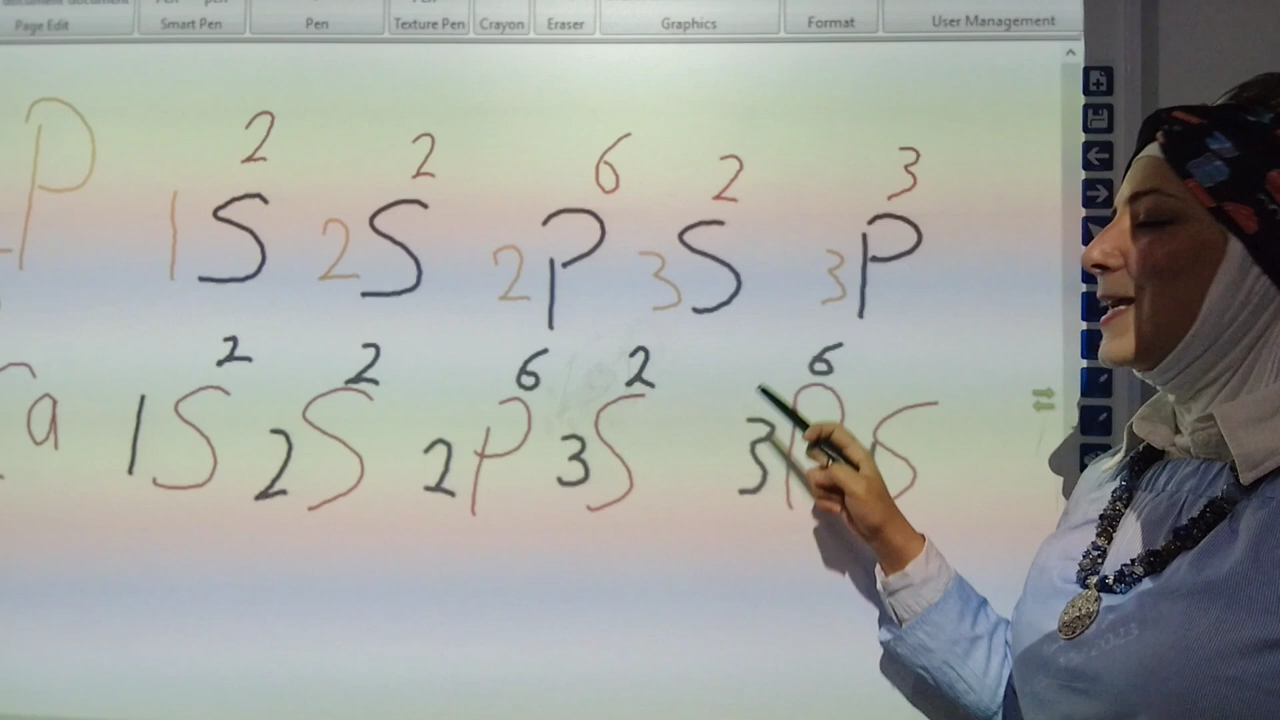 Page Edit Smart Pen Pen Texture Pen Crayon Eraser Graphics Format User Management
P 1S² 2S² 2P⁶ 3S² 3P³
a 1S² 2S² 2P⁶ 3S² 3P⁶ S